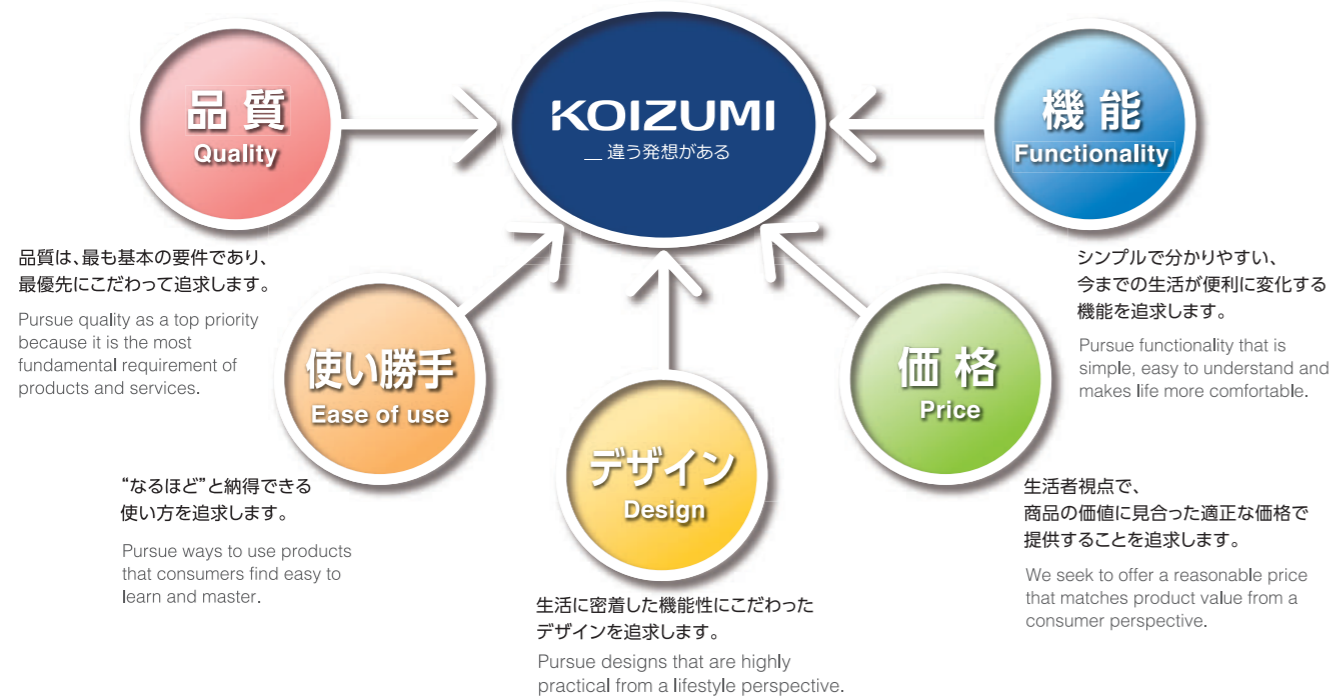 KOIZUMI
__ 違う発想がある
品 質
Quality
品質は、最も基本の要件であり、
最優先にこだわって追求します。
Pursue quality as a top priority
because it is the most
fundamental requirement of
products and services.
使い勝手
Ease of use
“なるほど”と納得できる
使い方を追求します。
Pursue ways to use products
that consumers find easy to
learn and master.
デザイン
Design
生活に密着した機能性にこだわった
デザインを追求します。
Pursue designs that are highly
practical from a lifestyle perspective.
価 格
Price
生活者視点で、
商品の価値に見合った適正な価格で
提供することを追求します。
We seek to offer a reasonable price
that matches product value from a
consumer perspective.
機 能
Functionality
シンプルで分かりやすい、
今までの生活が便利に変化する
機能を追求します。
Pursue functionality that is
simple, easy to understand and
makes life more comfortable.